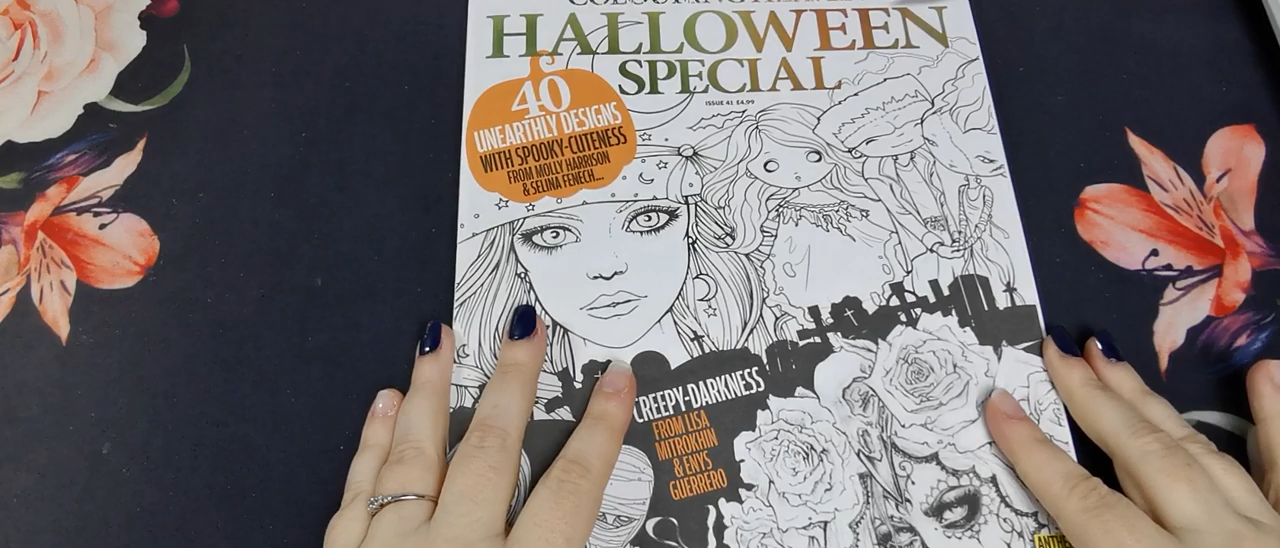 HALLOWEEN
SPECIAL
ISSUE 41 £4.99
40
UNEARTHLY DESIGNS
WITH SPOOKY-CUTENESS
FROM MOLLY HARRISON
& SELINA FENECH...
CREEPY-DARKNESS
FROM LISA
MITROKHIN
& ENYS
GUERRERO